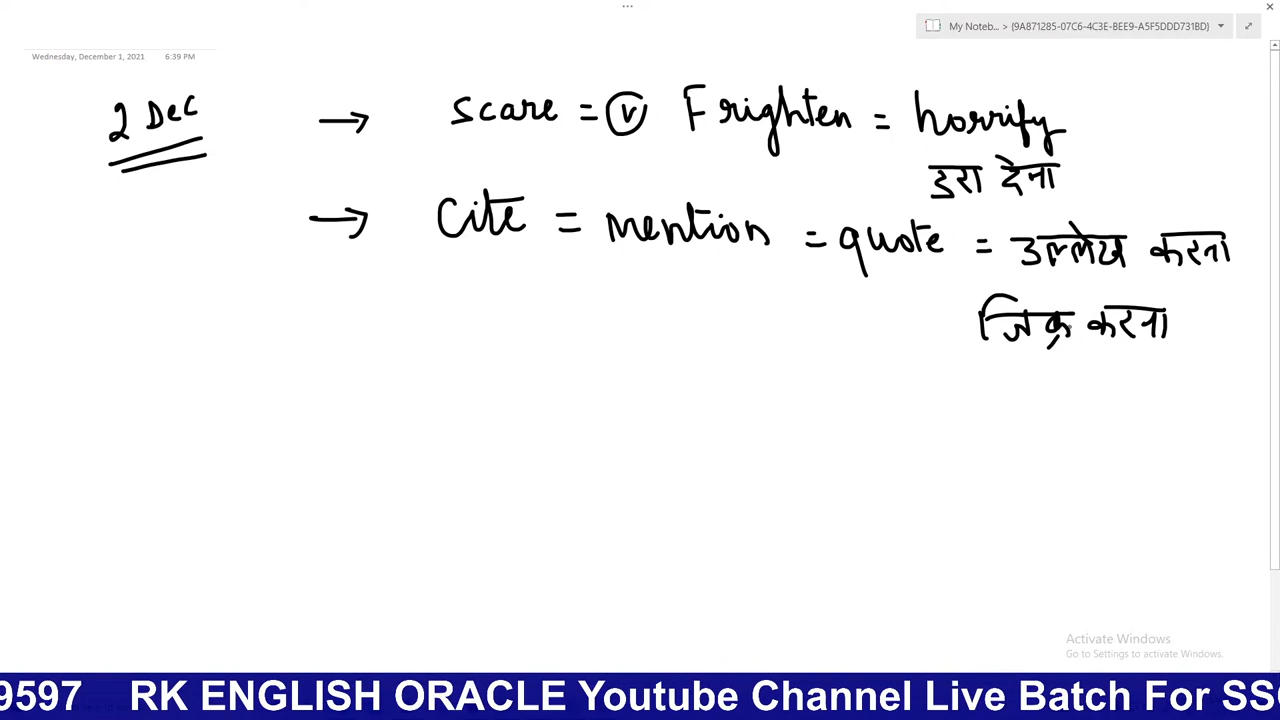 ...
My Noteb... > {9A871285-07C6-4C3E-BEE9-A5F5DDD731BD}
Wednesday, December 1, 2021 6:39 PM
2 Dec → scare = (v) Frighten = horrify
डरा देना
→ Cite = mention = quote = उल्लेख करना
जिक्र करना
Activate Windows
Go to Settings to activate Windows.
9597 RK ENGLISH ORACLE Youtube Channel Live Batch For SS